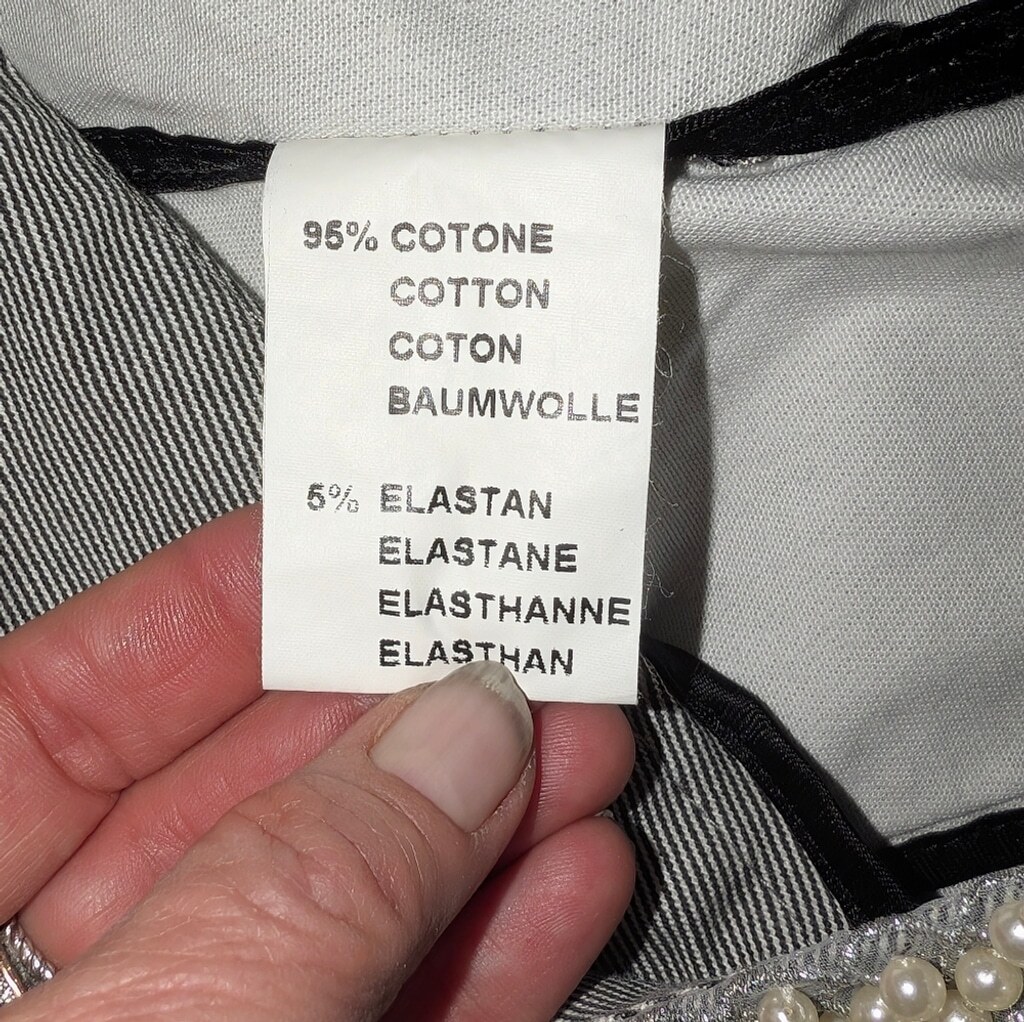 95% COTONE
COTTON
COTON
BAUMWOLLE
5% ELASTAN
ELASTANE
ELASTHANNE
ELASTHAN